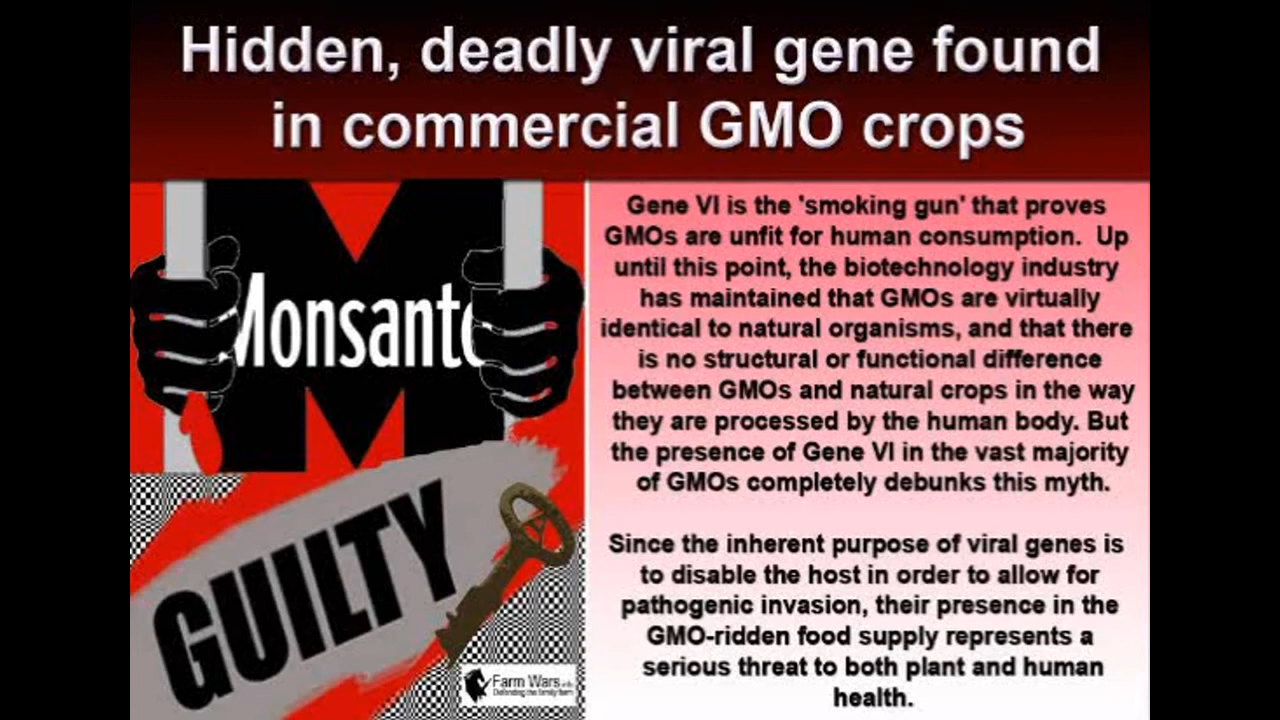 Hidden, deadly viral gene found
in commercial GMO crops
Monsanto
GUILTY
Farm Wars.info
Defending the family farm
Gene VI is the 'smoking gun' that proves
GMOs are unfit for human consumption. Up
until this point, the biotechnology industry
has maintained that GMOs are virtually
identical to natural organisms, and that there
is no structural or functional difference
between GMOs and natural crops in the way
they are processed by the human body. But
the presence of Gene VI in the vast majority
of GMOs completely debunks this myth.
Since the inherent purpose of viral genes is
to disable the host in order to allow for
pathogenic invasion, their presence in the
GMO-ridden food supply represents a
serious threat to both plant and human
health.